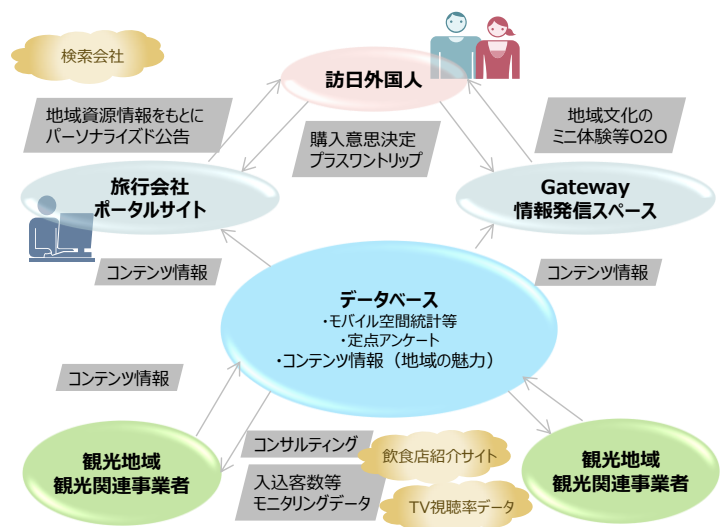 検索会社
訪日外国人
地域資源情報をもとに
パーソナライズド公告
購入意思決定
プラスワントリップ
地域文化の
ミニ体験等O2O
旅行会社
ポータルサイト
Gateway
情報発信スペース
コンテンツ情報
コンテンツ情報
データベース
・モバイル空間統計等
・定点アンケート
・コンテンツ情報（地域の魅力）
コンテンツ情報
観光地域
観光関連事業者
コンサルティング
入込客数等
モニタリングデータ
飲食店紹介サイト
TV視聴率データ
観光地域
観光関連事業者